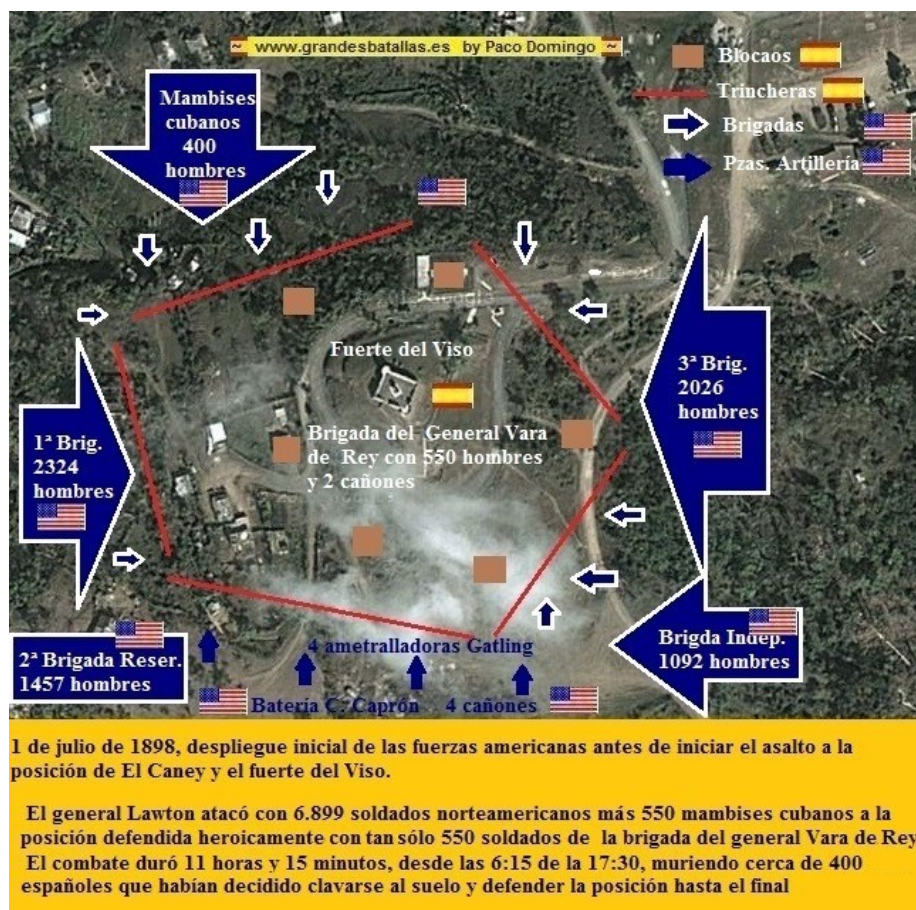 ~ www.grandesbatallas.es by Paco Domingo ~
Blocaos
Trincheras
Brigadas
Pzas. Artillería
Mambises
cubanos
400
hombres
Fuerte del Viso
3ª Brig.
2026
hombres
1ª Brig.
2324
hombres
Brigada del General Vara
de Rey con 550 hombres
y 2 cañones
2ª Brigada Reser.
1457 hombres
4 ametralladoras Gatling
Brigda Indep.
1092 hombres
Batería C. Caprón 4 cañones
1 de julio de 1898, despliegue inicial de las fuerzas americanas antes de iniciar el asalto a la
posición de El Caney y el fuerte del Viso.
El general Lawton atacó con 6.899 soldados norteamericanos más 550 mambises cubanos a la
posición defendida heroicamente con tan sólo 550 soldados de la brigada del general Vara de Rey
El combate duró 11 horas y 15 minutos, desde las 6:15 de la 17:30, muriendo cerca de 400
españoles que habían decidido clavarse al suelo y defender la posición hasta el final